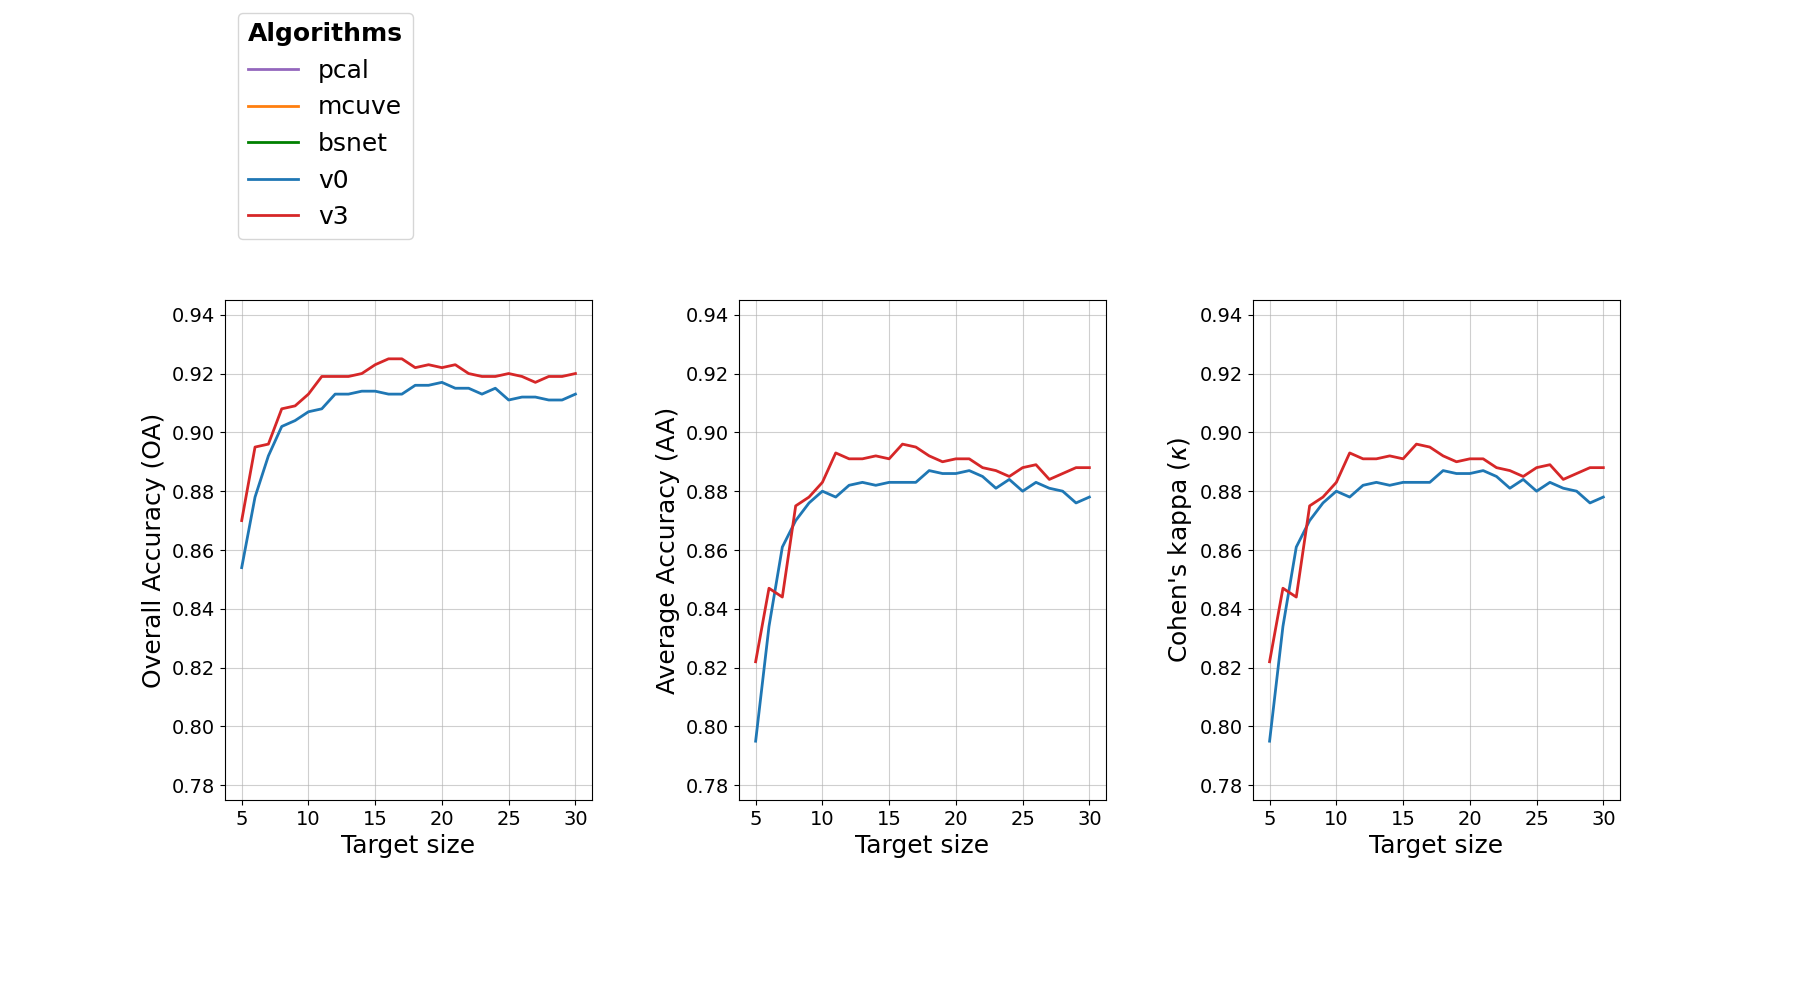 Algorithms
pcal
mcuve
bsnet
v0
v3
Overall Accuracy (OA)
0.94
0.92
0.90
0.88
0.86
0.84
0.82
0.80
0.78
5 10 15 20 25 30
Target size
Average Accuracy (AA)
0.94
0.92
0.90
0.88
0.86
0.84
0.82
0.80
0.78
5 10 15 20 25 30
Target size
Cohen's kappa (κ)
0.94
0.92
0.90
0.88
0.86
0.84
0.82
0.80
0.78
5 10 15 20 25 30
Target size